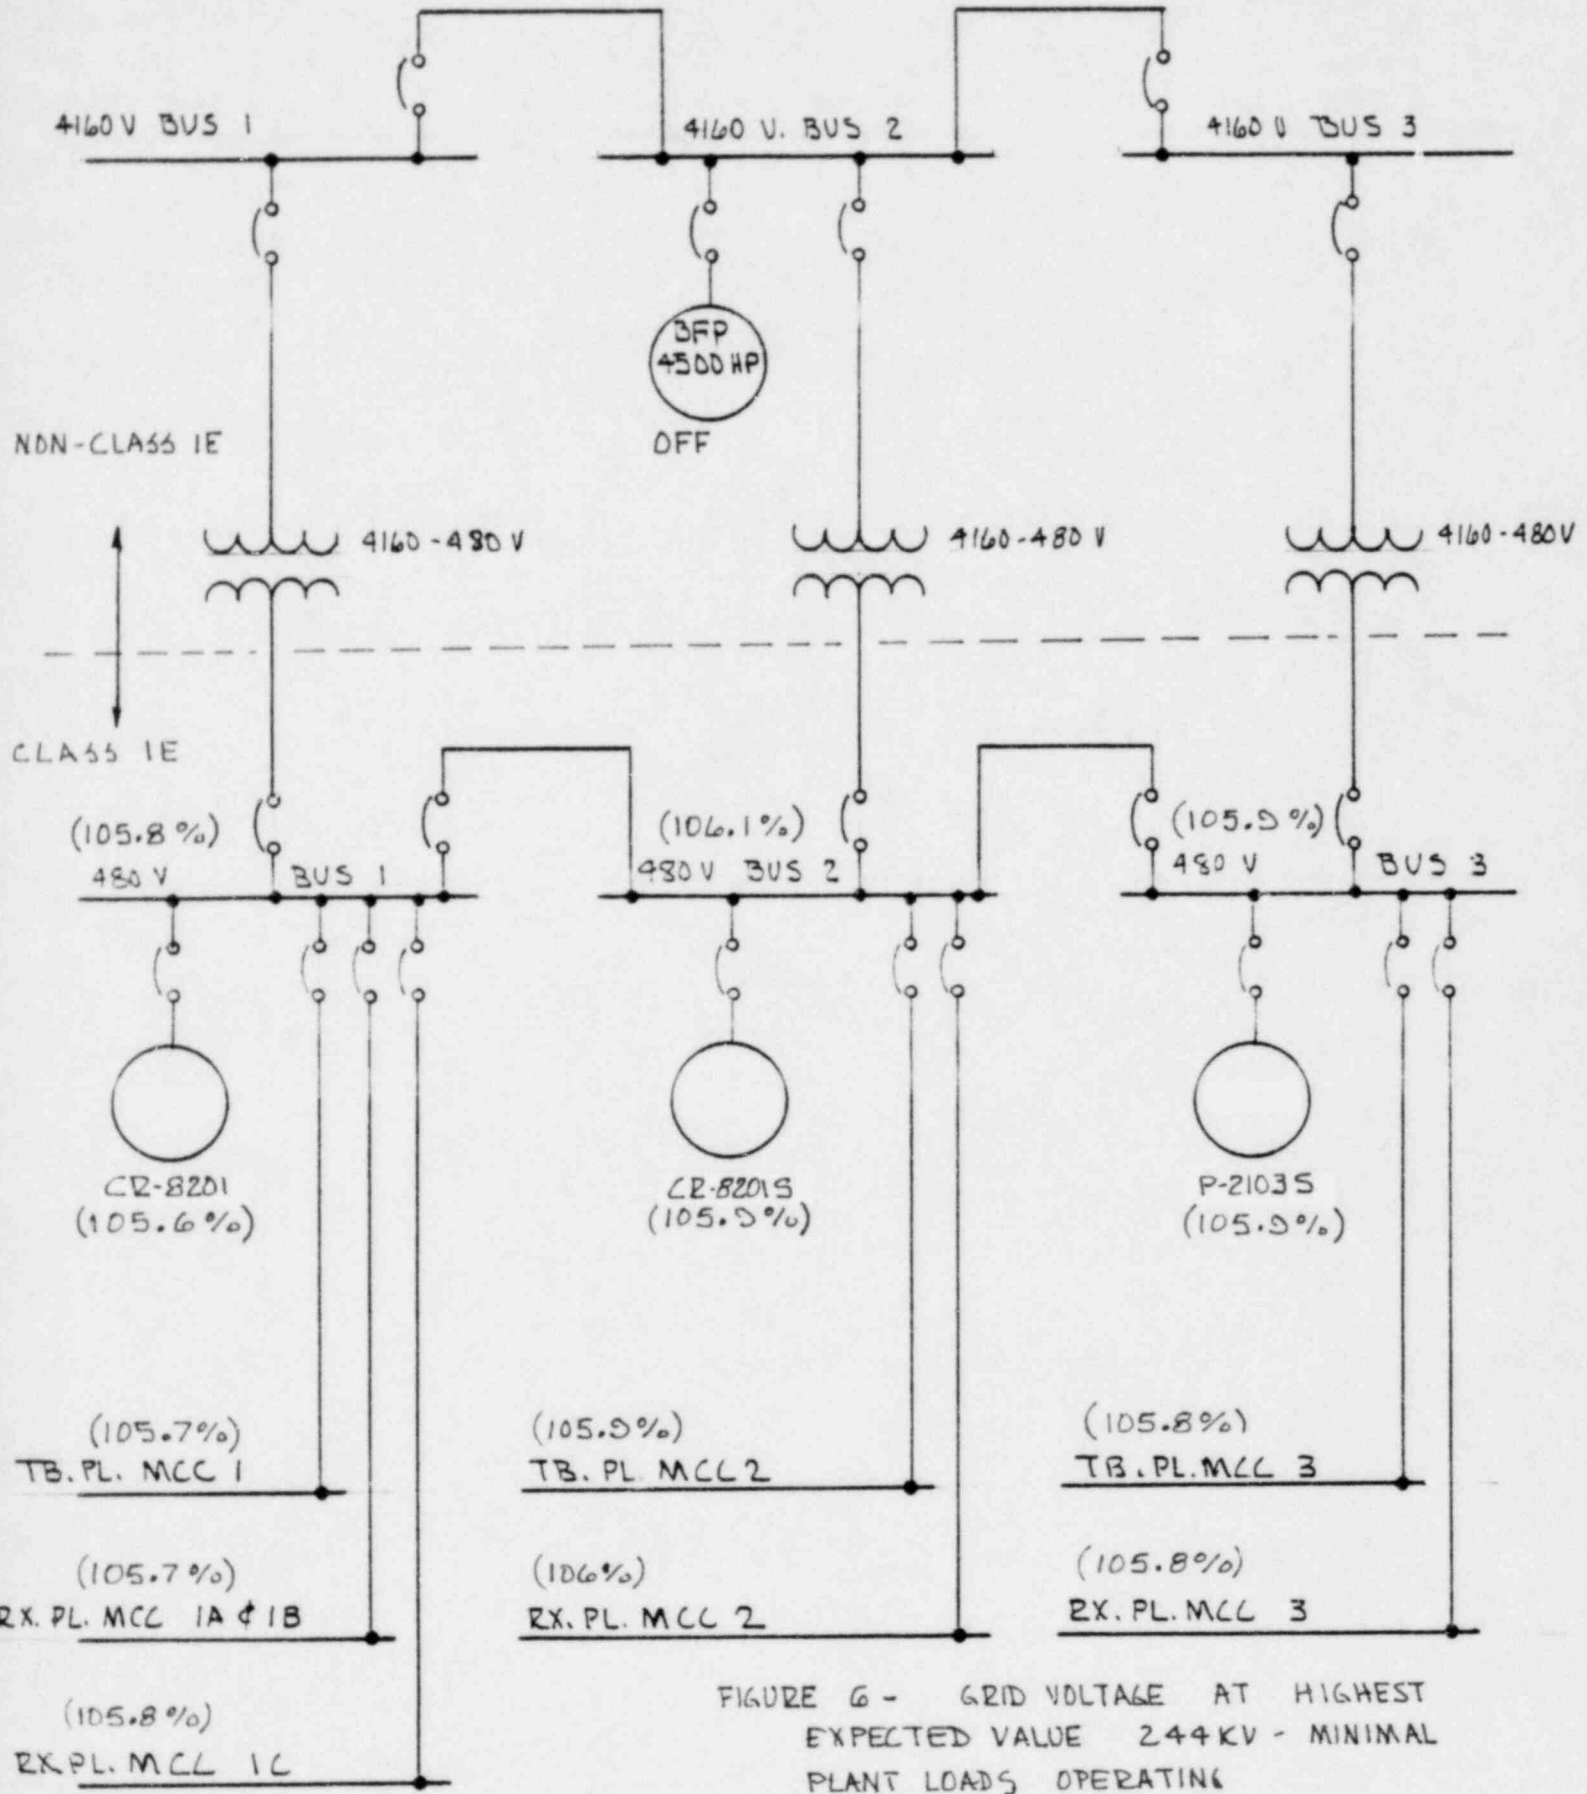 4160 V BUS 1
4160 V. BUS 2
4160 V BUS 3
BFP
4500 HP
OFF
NON-CLASS IE
4160-480 V
4160-480 V
4160-480V
CLASS IE
(105.8%)
480 V BUS 1
(106.1%)
480 V BUS 2
(105.9%)
480 V BUS 3
CR-8201
(105.6%)
CR-8201S
(105.9%)
P-2103S
(105.9%)
(105.7%)
TB. PL. MCC 1
(105.9%)
TB. PL. MCC 2
(105.8%)
TB. PL. MCC 3
(105.7%)
RX. PL. MCC 1A & 1B
(106%)
RX. PL. MCC 2
(105.8%)
RX. PL. MCC 3
(105.8%)
RX PL. MCC 1C
FIGURE 6 - GRID VOLTAGE AT HIGHEST
EXPECTED VALUE 244KV - MINIMAL
PLANT LOADS OPERATING